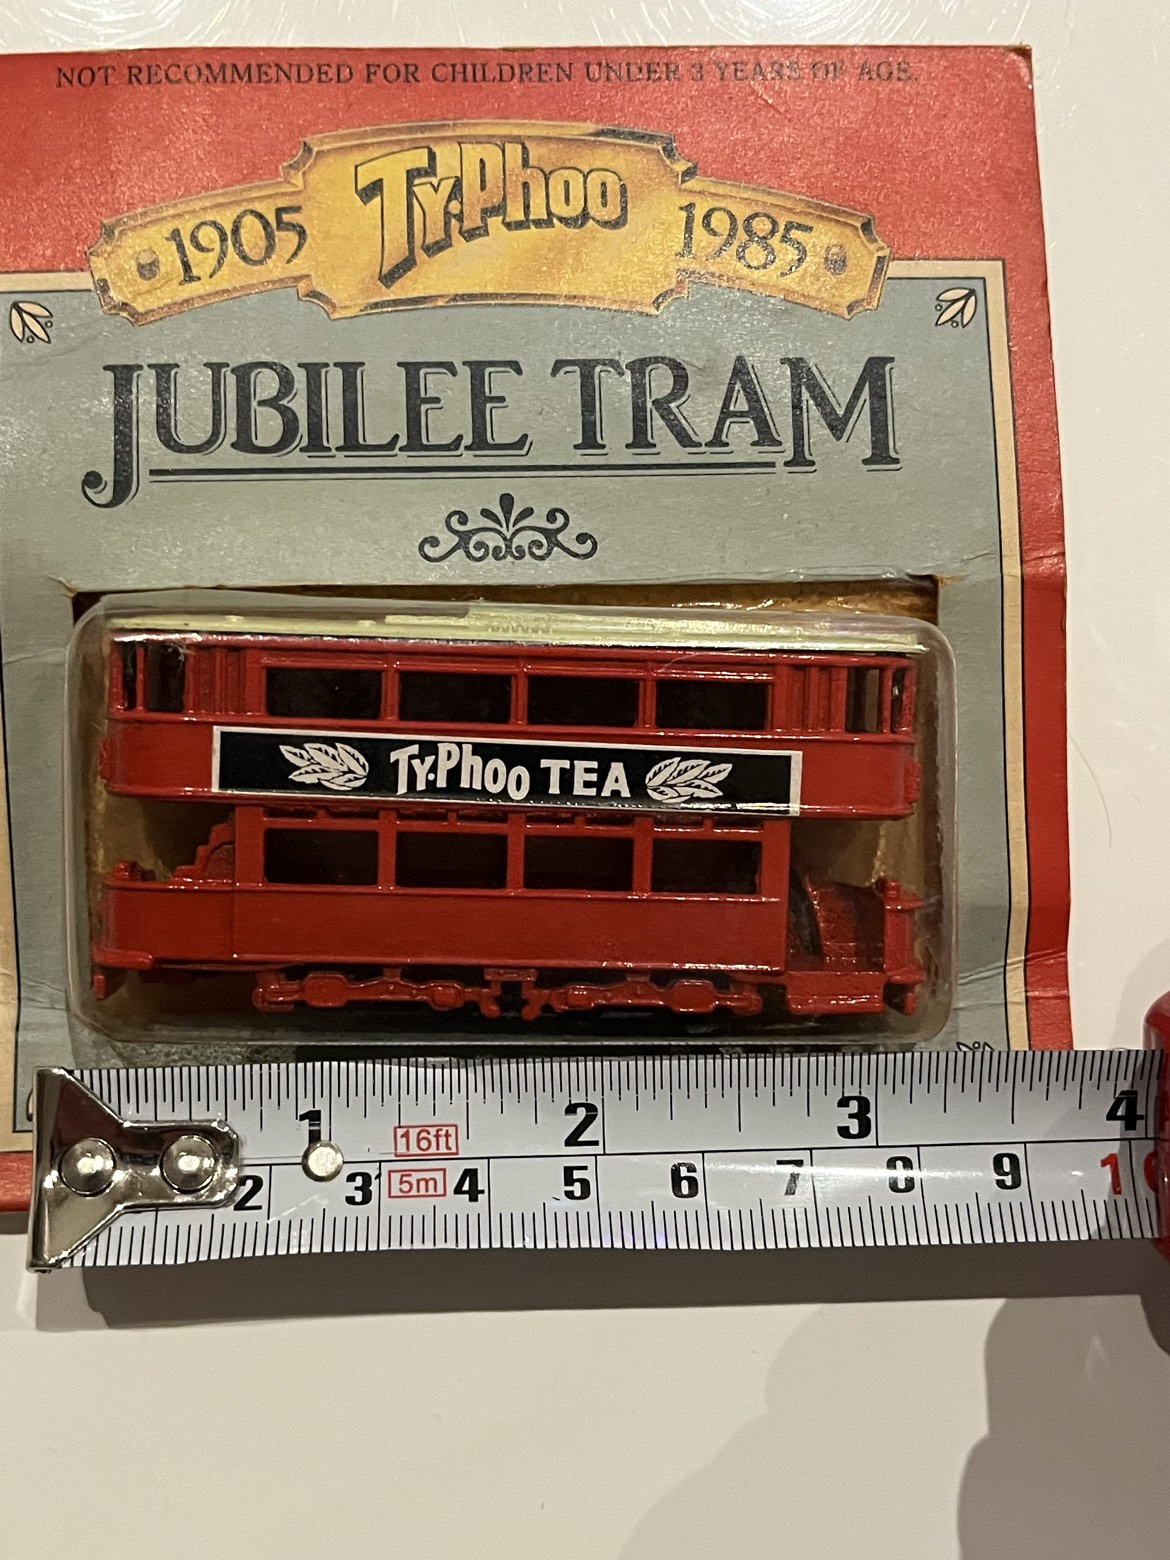 NOT RECOMMENDED FOR CHILDREN UNDER 3 YEARS OF AGE.
1905 Ty·Phoo 1985
JUBILEE TRAM
Ty·Phoo TEA
1 16ft 2 3 4
2 3 5m 4 5 6 7 8 9 1